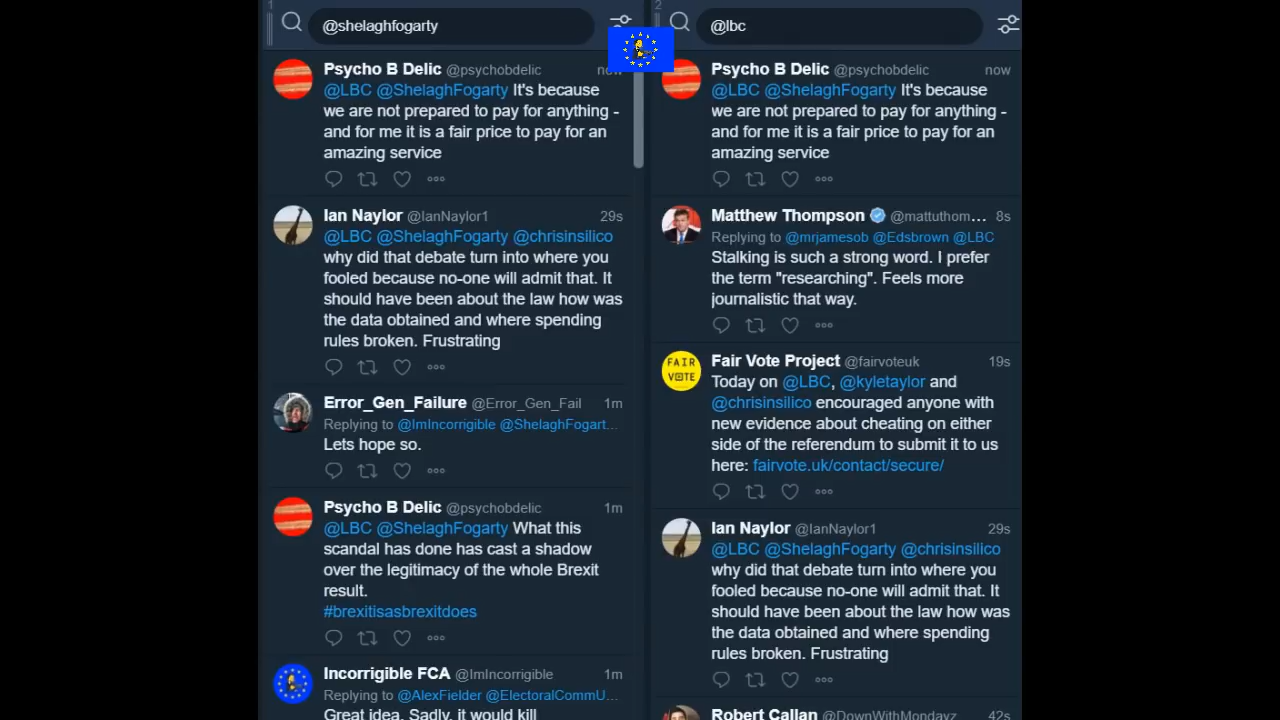 1
@shelaghfogarty
Psycho B Delic @psychobdelic now
@LBC @ShelaghFogarty It's because
we are not prepared to pay for anything -
and for me it is a fair price to pay for an
amazing service
Ian Naylor @IanNaylor1 29s
@LBC @ShelaghFogarty @chrisinsilico
why did that debate turn into where you
fooled because no-one will admit that. It
should have been about the law how was
the data obtained and where spending
rules broken. Frustrating
Error_Gen_Failure @Error_Gen_Fail 1m
Replying to @ImIncorrigible @ShelaghFogart...
Lets hope so.
Psycho B Delic @psychobdelic 1m
@LBC @ShelaghFogarty What this
scandal has done has cast a shadow
over the legitimacy of the whole Brexit
result.
#brexitisasbrexitdoes
Incorrigible FCA @ImIncorrigible 1m
Replying to @AlexFielder @ElectoralCommU...
Great idea. Sadly, it would kill
2
@lbc
Psycho B Delic @psychobdelic now
@LBC @ShelaghFogarty It's because
we are not prepared to pay for anything -
and for me it is a fair price to pay for an
amazing service
Matthew Thompson @mattuthom... 8s
Replying to @mrjamesob @Edsbrown @LBC
Stalking is such a strong word. I prefer
the term "researching". Feels more
journalistic that way.
FAIR
VOTE
Fair Vote Project @fairvoteuk 19s
Today on @LBC, @kyletaylor and
@chrisinsilico encouraged anyone with
new evidence about cheating on either
side of the referendum to submit it to us
here: fairvote.uk/contact/secure/
Ian Naylor @IanNaylor1 29s
@LBC @ShelaghFogarty @chrisinsilico
why did that debate turn into where you
fooled because no-one will admit that. It
should have been about the law how was
the data obtained and where spending
rules broken. Frustrating
Robert Callan @DownWithMondayz 42s